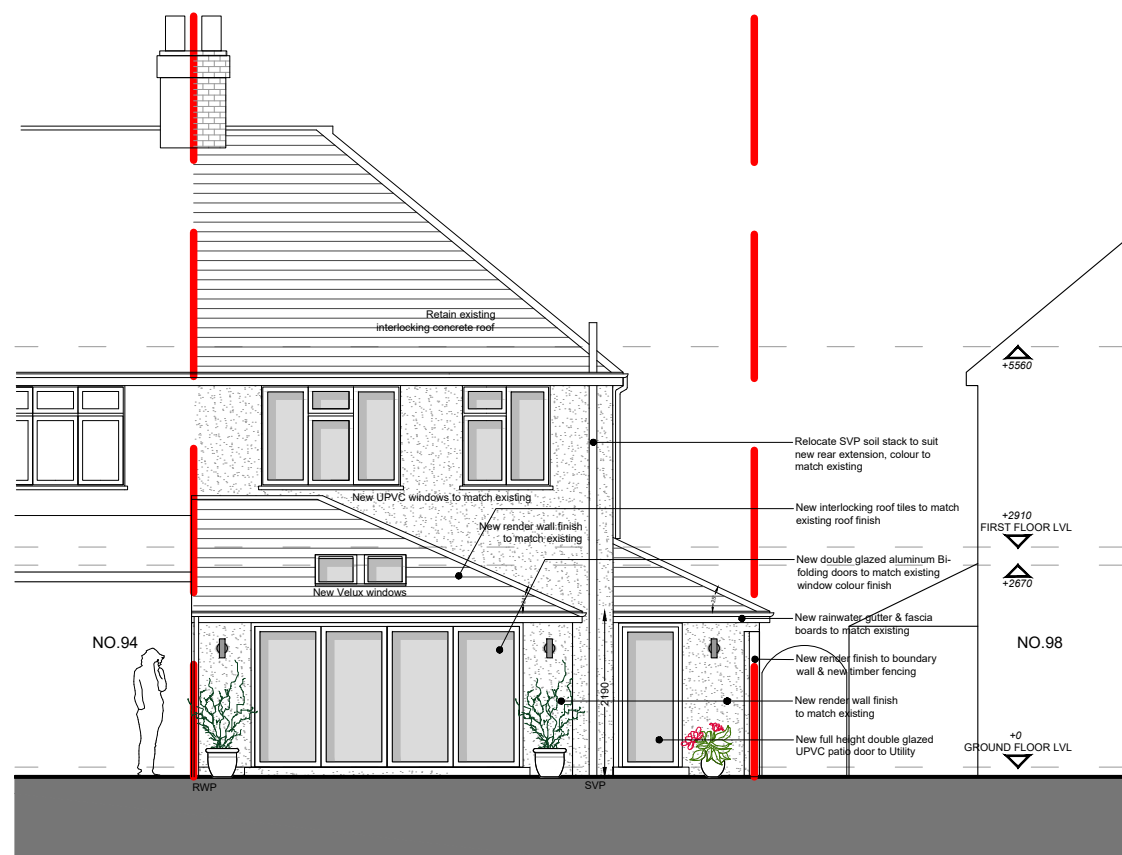 Retain existing
interlocking concrete roof
+5560
Relocate SVP soil stack to suit
new rear extension, colour to
match existing
New UPVC windows to match existing
New interlocking roof tiles to match
existing roof finish
New render wall finish
to match existing
+2910
FIRST FLOOR LVL
New double glazed aluminum Bi-
folding doors to match existing
window colour finish
+2670
New Velux windows
New rainwater gutter & fascia
boards to match existing
NO.94
NO.98
New render finish to boundary
wall & new timber fencing
2190
New render wall finish
to match existing
New full height double glazed
UPVC patio door to Utility
+0
GROUND FLOOR LVL
RWP
SVP